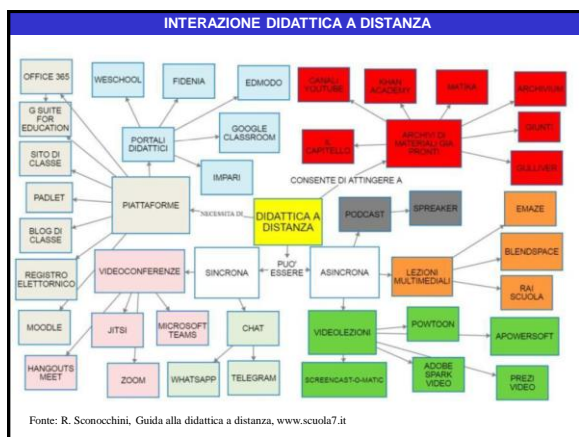 INTERAZIONE DIDATTICA A DISTANZA
OFFICE 365
WESCHOOL
FIDENIA
EDMODO
CANALI
YOUTUBE
KHAN
ACADEMY
MATIKA
ARCHIVIUM
G SUITE
FOR
EDUCATION
PORTALI
DIDATTICI
GOOGLE
CLASSROOM
ARCHIVI DI
MATERIALI GIA'
PRONTI
GIUNTI
SITO DI
CLASSE
IL
CAPITELLO
GULLIVER
IMPARI
CONSENTE DI ATTINGERE A
PADLET
PIATTAFORME
NECESSITA DI
DIDATTICA A
DISTANZA
PODCAST
SPREAKER
EMAZE
BLOG DI
CLASSE
BLENDSPACE
REGISTRO
ELETTORNICO
VIDEOCONFERENZE
SINCRONA
PUO'
ESSERE
ASINCRONA
LEZIONI
MULTIMEDIALI
RAI
SCUOLA
MOODLE
JITSI
MICROSOFT
TEAMS
CHAT
VIDEOLEZIONI
POWTOON
APOWERSOFT
HANGOUTS
MEET
ZOOM
WHATSAPP
TELEGRAM
SCREENCAST-O-MATIC
ADOBE
SPARK
VIDEO
PREZI
VIDEO
Fonte: R. Sconocchini, Guida alla didattica a distanza, www.scuola7.it